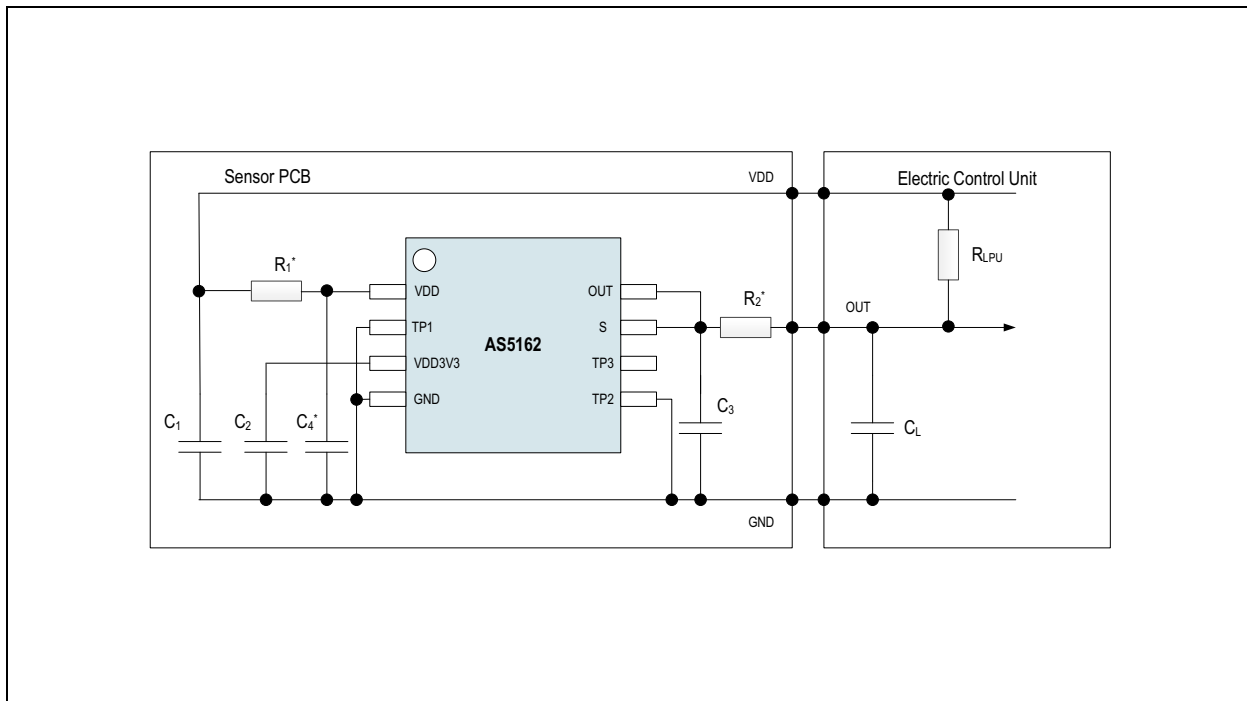 Sensor PCB
VDD
Electric Control Unit
R1*
RLPU
VDD
OUT
R2*
OUT
TP1
S
AS5162
VDD3V3
TP3
GND
TP2
C1
C2
C4*
C3
CL
GND